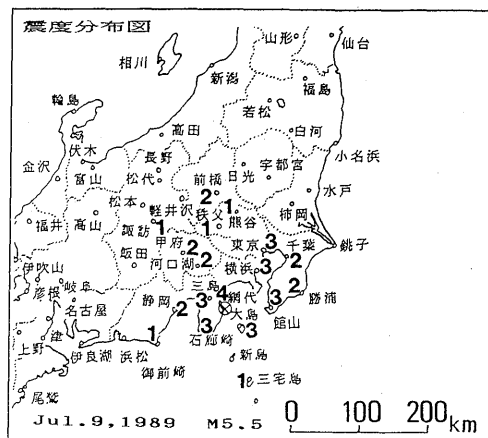 震度分布図
山形 仙台
相川
新潟 福島
輪島 若松
高田 白河
伏木 小名浜
金沢 富山 長野 松代 前橋 日光 宇都宮
2 水戸
松本 軽井沢 秩父 1 熊谷 柿岡
福井 高山 諏訪 1 1
甲府 2 東京 3 千葉 銚子
飯田 河口湖 2 横浜 3 2
伊吹山 岐阜 三島 4 網代 2 勝浦
彦根 名古屋 静岡 2 3 大島 3 館山
津 3 3
上野 伊良湖 浜松 1 石廊崎
御前崎 新島
尾鷲 1 三宅島
Jul.9,1989 M5.5 0 100 200km